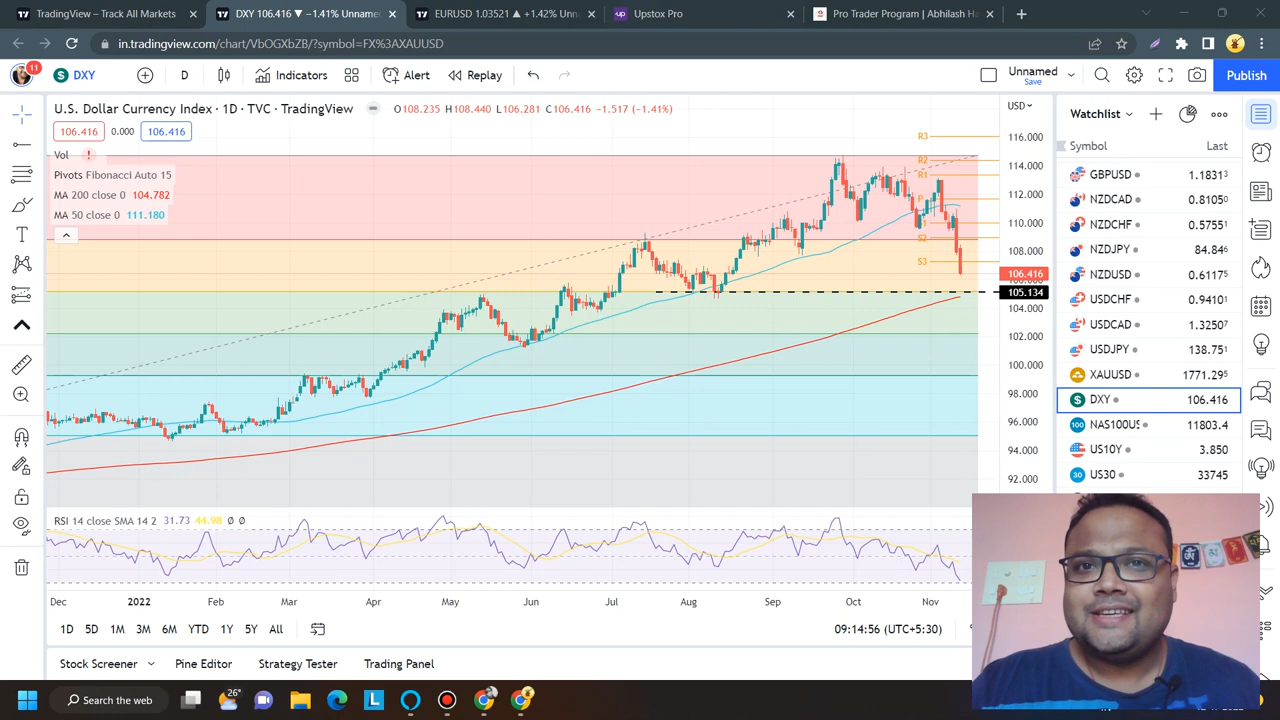 TradingView – Track All Markets
DXY 106.416 ▼ −1.41% Unname
EURUSD 1.03521 ▲ +1.42% Unn
Upstox Pro
Pro Trader Program | Abhilash Ha
in.tradingview.com/chart/VbOGXbZB/?symbol=FX%3AXAUUSD
11
$ DXY
D
Indicators
Alert
Replay
Unnamed
Save
Publish
U.S. Dollar Currency Index · 1D · TVC · TradingView
O108.235 H108.440 L106.281 C106.416 −1.517 (−1.41%)
USD
106.416 0.000 106.416
Vol
Pivots Fibonacci Auto 15
MA 200 close 0 104.782
MA 50 close 0 111.180
R3
R2
R1
P
S2
S3
116.000
114.000
112.000
110.000
108.000
106.416
105.134
104.000
102.000
100.000
98.000
96.000
94.000
92.000
RSI 14 close SMA 14 2 31.73 44.98 Ø Ø
Dec 2022 Feb Mar Apr May Jun Jul Aug Sep Oct Nov
1D 5D 1M 3M 6M YTD 1Y 5Y All
09:14:56 (UTC+5:30)
Stock Screener
Pine Editor
Strategy Tester
Trading Panel
Watchlist
Symbol Last
GBPUSD 1.18313
NZDCAD 0.81050
NZDCHF 0.57551
NZDJPY 84.846
NZDUSD 0.61175
USDCHF 0.94101
USDCAD 1.32507
USDJPY 138.751
XAUUSD 1771.295
DXY 106.416
NAS100US 11803.4
US10Y 3.850
US30 33745
26°
Search the web